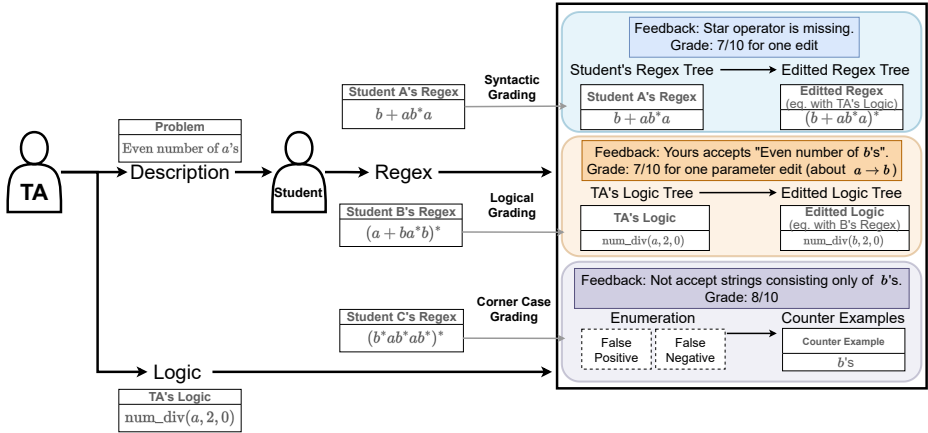 TA
Problem
Even number of a's
Description
Student
Regex
Logic
TA's Logic
num_div(a, 2, 0)
Student A's Regex
b + ab*a
Syntactic
Grading
Student B's Regex
(a + ba*b)*
Logical
Grading
Student C's Regex
(b*ab*ab*)*
Corner Case
Grading
Feedback: Star operator is missing.
Grade: 7/10 for one edit
Student's Regex Tree
Editted Regex Tree
Student A's Regex
b + ab*a
Editted Regex
(eq. with TA's Logic)
(b + ab*a)*
Feedback: Yours accepts "Even number of b's".
Grade: 7/10 for one parameter edit (about a → b )
TA's Logic Tree
Editted Logic Tree
TA's Logic
num_div(a, 2, 0)
Editted Logic
(eq. with B's Regex)
num_div(b, 2, 0)
Feedback: Not accept strings consisting only of b's.
Grade: 8/10
Enumeration
Counter Examples
False
Positive
False
Negative
Counter Example
b's